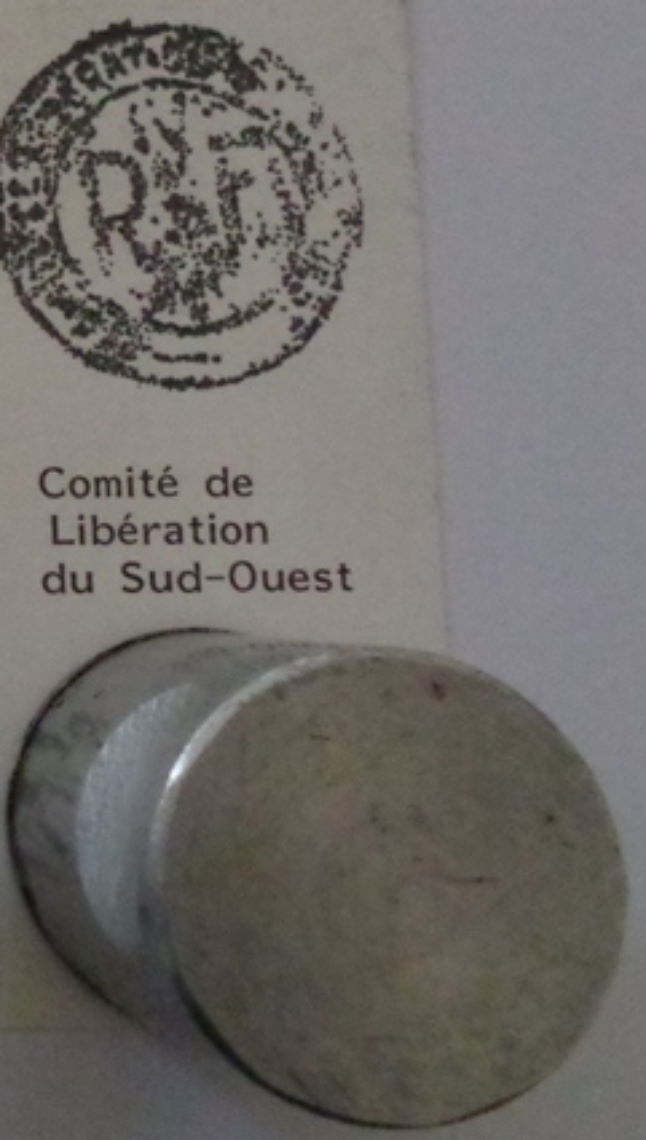 R F
Comité de
Libération
du Sud-Ouest